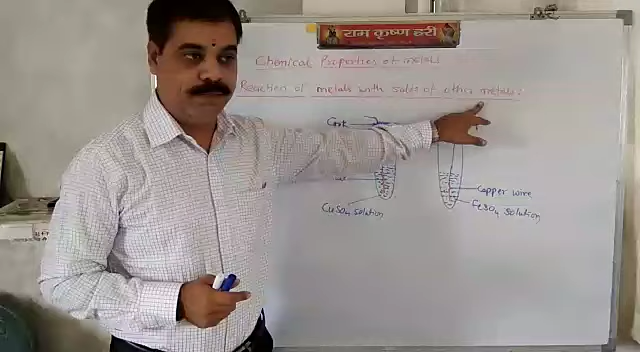 राम कृष्ण हरी
Chemical Properties of metals
Reaction of metals with salts of other metals:
Cork
CuSO4 solution
Copper wire
FeSO4 solution